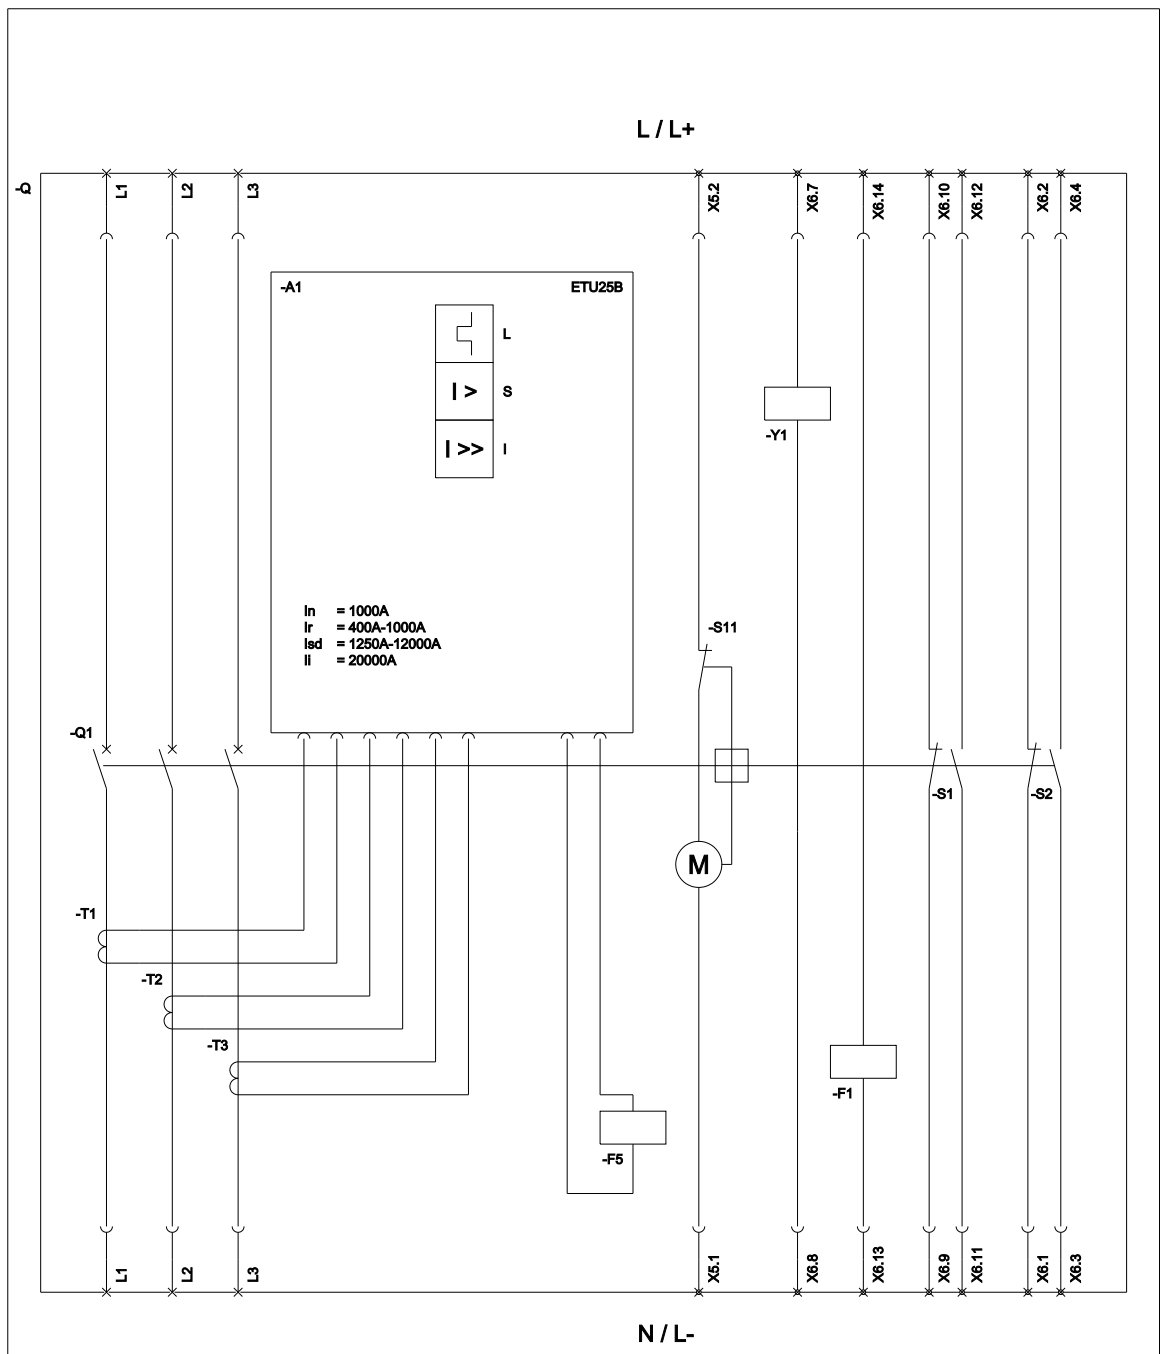 L / L+
-Q
L1
L2
L3
X5.2
X6.7
X6.14
X6.10
X6.12
X6.2
X6.4
-A1 ETU25B
L
I > S
I >> I
-Y1
In = 1000A
Ir = 400A-1000A
Isd = 1250A-12000A
Ii = 20000A
-S11
-Q1
-S1
-S2
M
-T1
-T2
-T3
-F1
-F5
L1
L2
L3
X5.1
X6.8
X6.13
X6.9
X6.11
X6.1
X6.3
N / L-